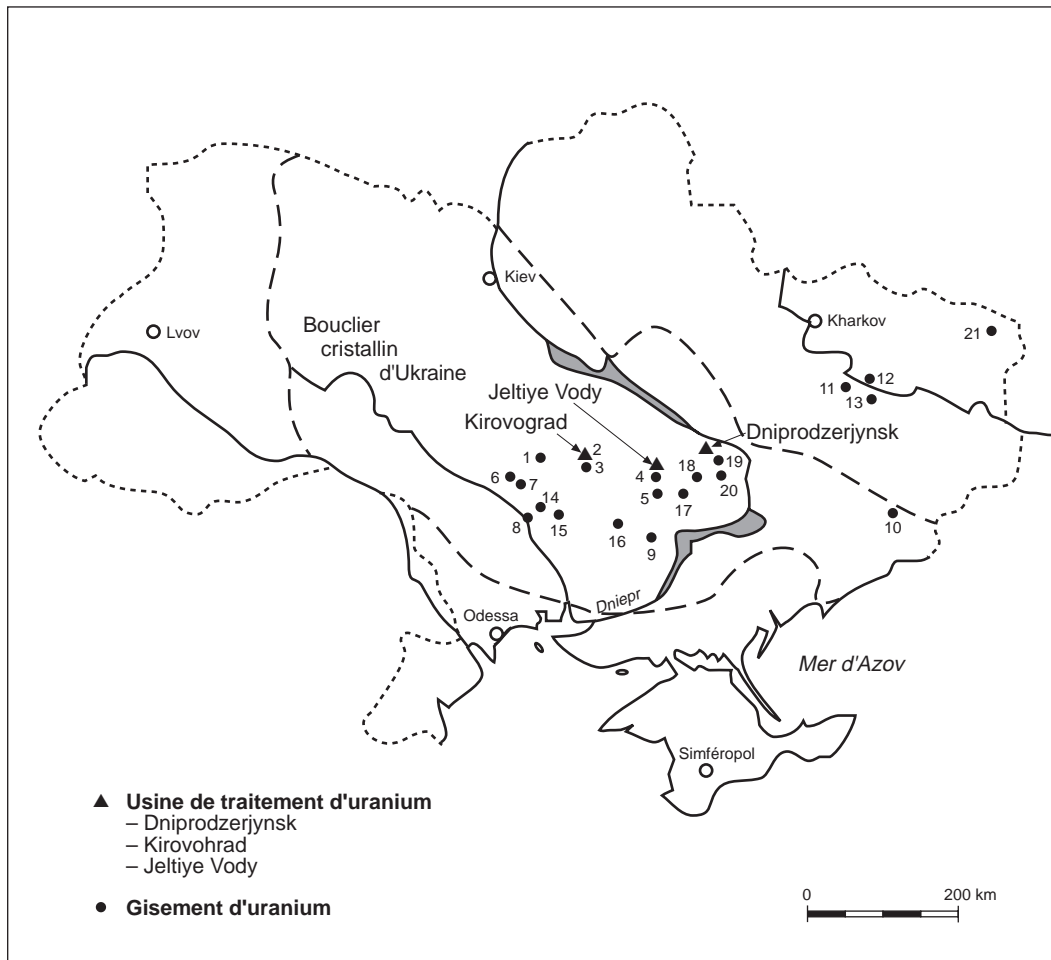 Kiev
Lvov
Kharkov
21
Bouclier
cristallin
d'Ukraine
12
11
13
Jeltiye Vody
Kirovograd
Dniprodzerjynsk
1
2
3
19
6
7
4
18
20
5
17
14
8
15
16
9
10
Dniepr
Odessa
Mer d'Azov
Simféropol
Usine de traitement d'uranium
– Dniprodzerjynsk
– Kirovohrad
– Jeltiye Vody
Gisement d'uranium
0 200 km